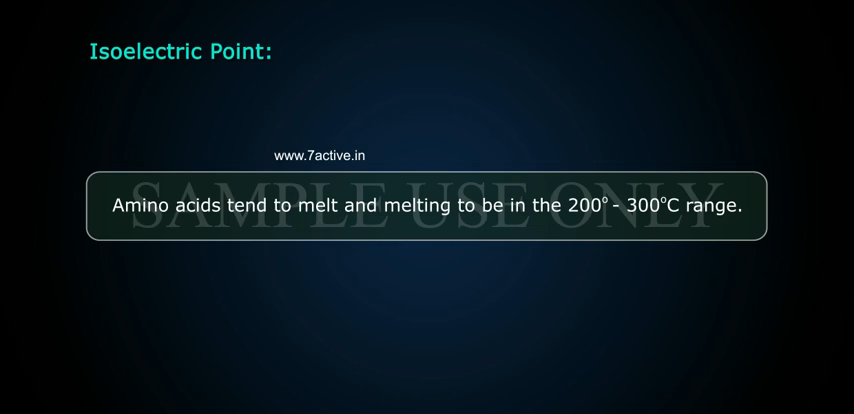 Isoelectric Point:
www.7active.in
SAMPLE USE ONLY
Amino acids tend to melt and melting to be in the 200° - 300°C range.